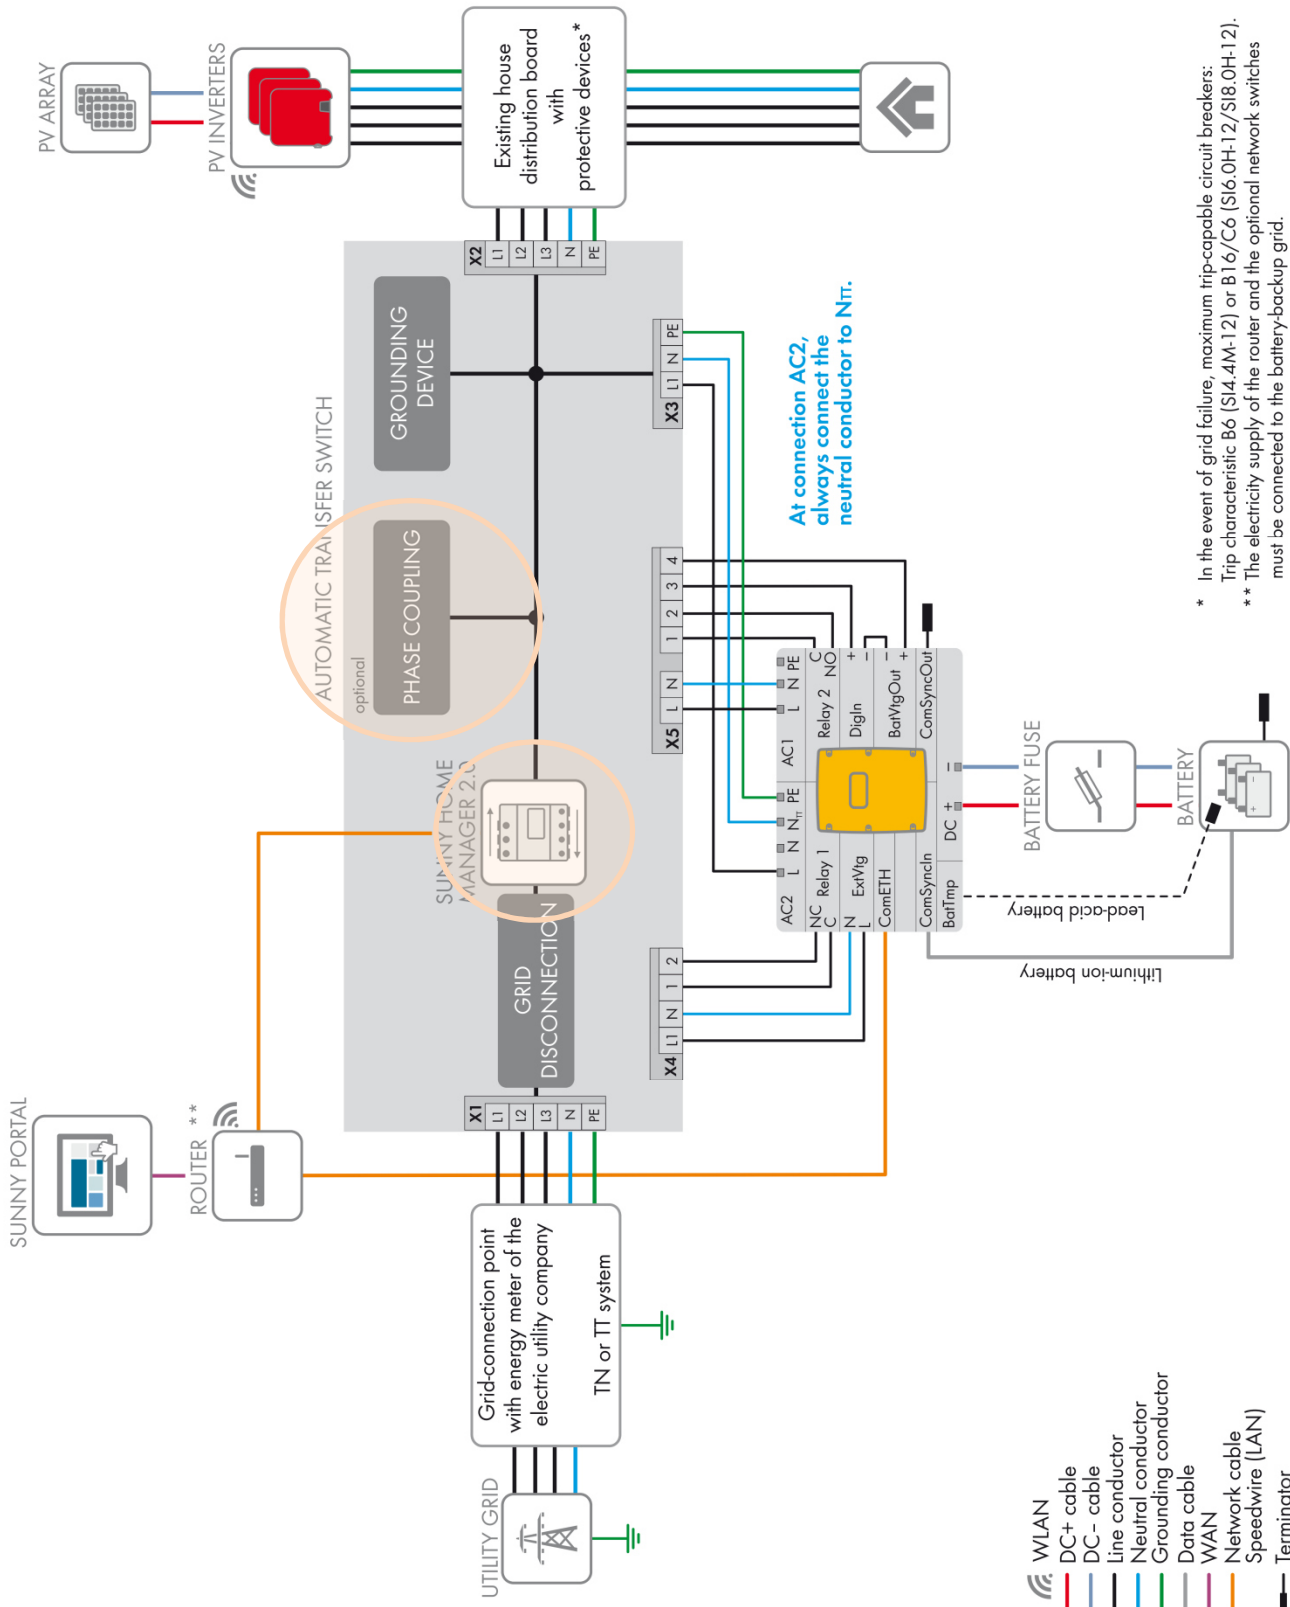 SUNNY PORTAL
ROUTER **
UTILITY GRID
Grid-connection point
with energy meter of the
electric utility company
TN or TT system
AUTOMATIC TRANSFER SWITCH
X1
L1
L2
L3
N
PE
GRID
DISCONNECTION
SUNNY HOME
MANAGER 2.0
optional
PHASE COUPLING
GROUNDING
DEVICE
X2
L1
L2
L3
N
PE
PV ARRAY
PV INVERTERS
Existing house
distribution board
with
protective devices*
X4 L1 N 1 2
X5 L N 1 2 3 4
X3 L1 N PE
At connection AC2,
always connect the
neutral conductor to NTT.
AC2 L N NTT PE
AC1 L N PE
NC
C
Relay 1
Relay 2
C
NO
N
L
ExtVtg
DigIn
+
−
ComETH
BatVtgOut
−
+
ComSyncIn
ComSyncOut
BatTmp
DC + −
Lead-acid battery
Lithium-ion battery
BATTERY FUSE
BATTERY
WLAN
DC+ cable
DC− cable
Line conductor
Neutral conductor
Grounding conductor
Data cable
WAN
Network cable
Speedwire (LAN)
Terminator
* In the event of grid failure, maximum trip-capable circuit breakers:
Trip characteristic B6 (SI4.4M-12) or B16/C6 (SI6.0H-12/SI8.0H-12).
** The electricity supply of the router and the optional network switches
must be connected to the battery-backup grid.